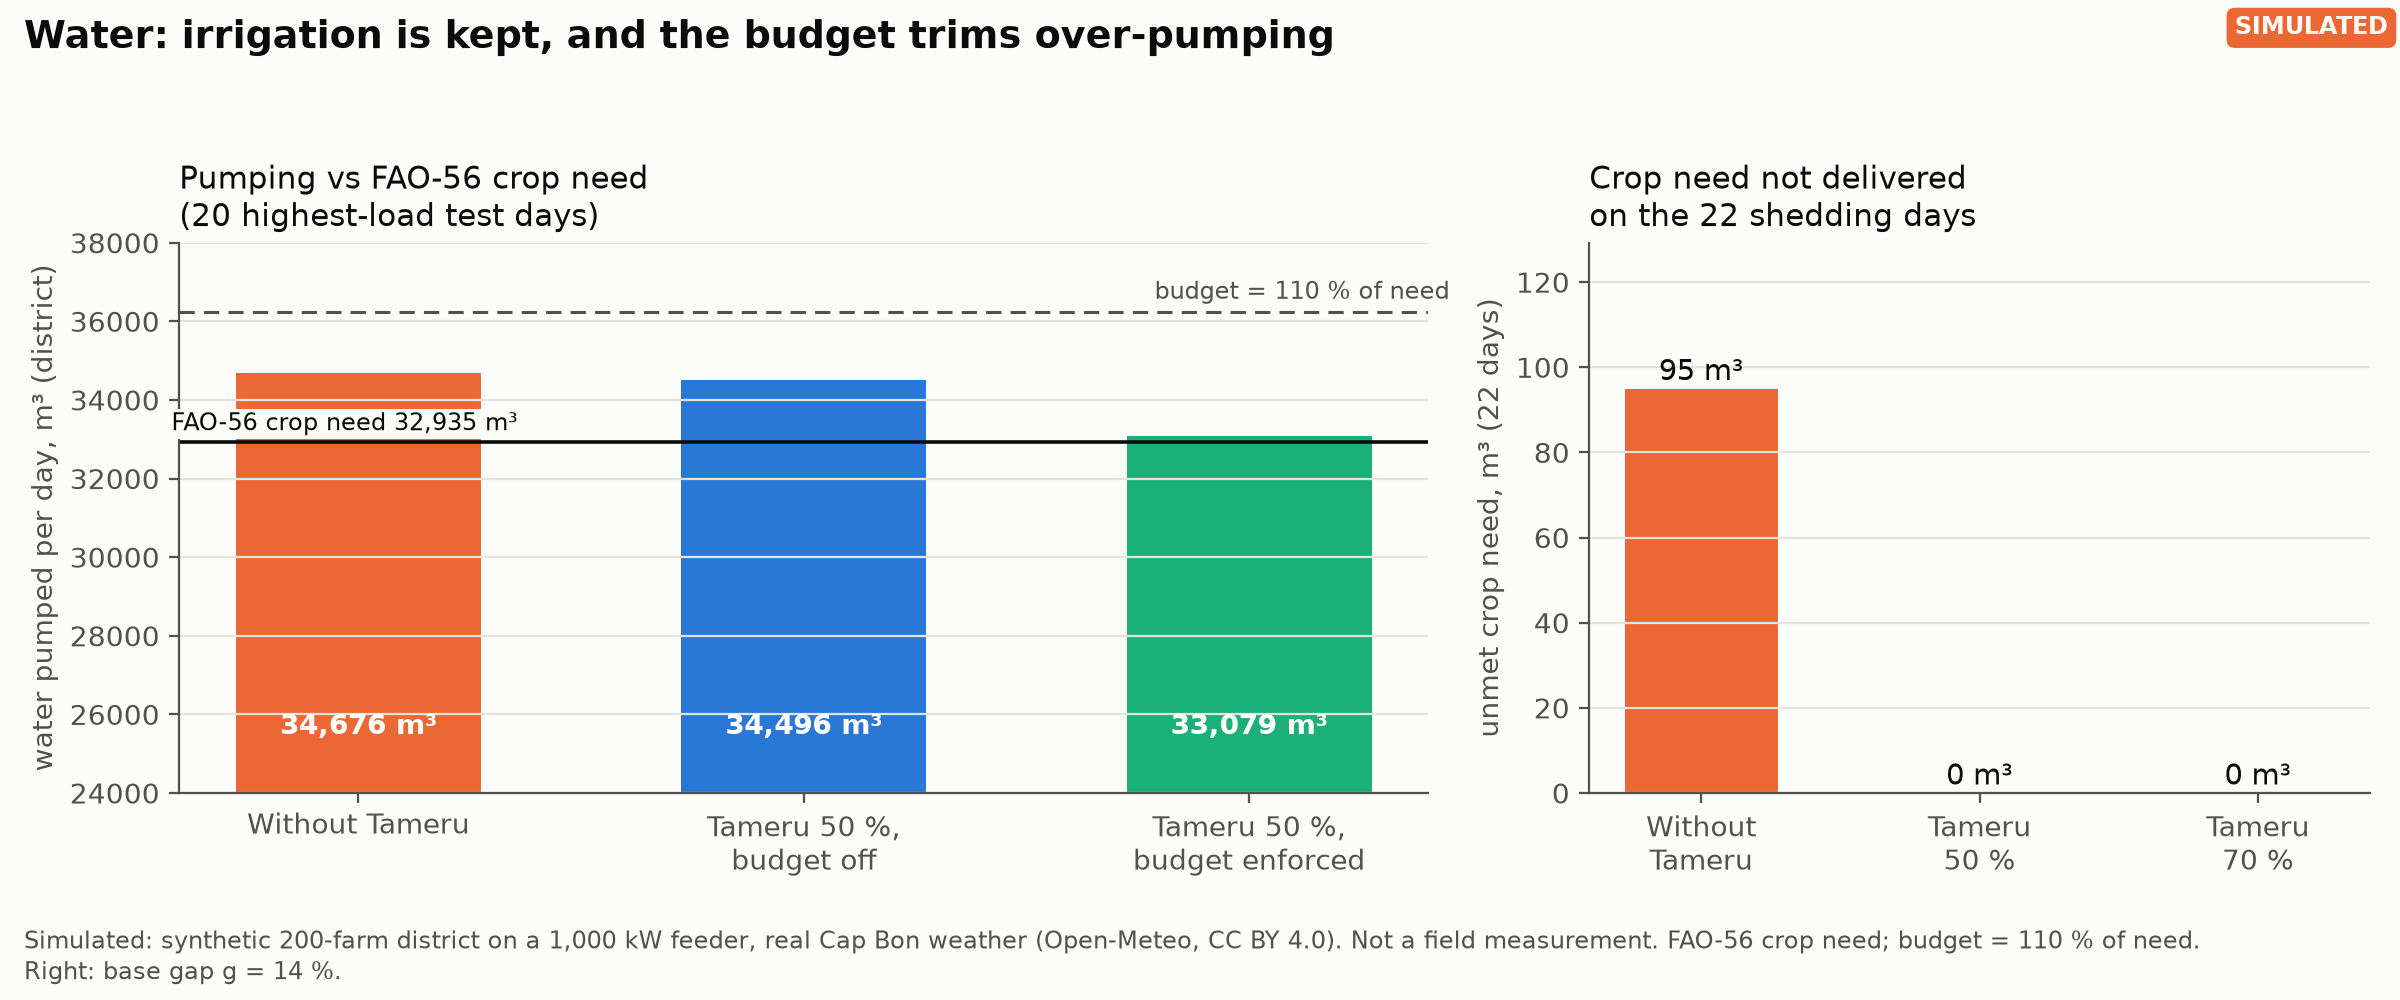 Water: irrigation is kept, and the budget trims over-pumping
SIMULATED
Pumping vs FAO-56 crop need
(20 highest-load test days)
water pumped per day, m³ (district)
38000
36000
34000
32000
30000
28000
26000
24000
budget = 110 % of need
FAO-56 crop need 32,935 m³
34,676 m³
34,496 m³
33,079 m³
Without Tameru
Tameru 50 %,
budget off
Tameru 50 %,
budget enforced
Crop need not delivered
on the 22 shedding days
unmet crop need, m³ (22 days)
120
100
80
60
40
20
0
95 m³
0 m³
0 m³
Without
Tameru
Tameru
50 %
Tameru
70 %
Simulated: synthetic 200-farm district on a 1,000 kW feeder, real Cap Bon weather (Open-Meteo, CC BY 4.0). Not a field measurement. FAO-56 crop need; budget = 110 % of need.
Right: base gap g = 14 %.